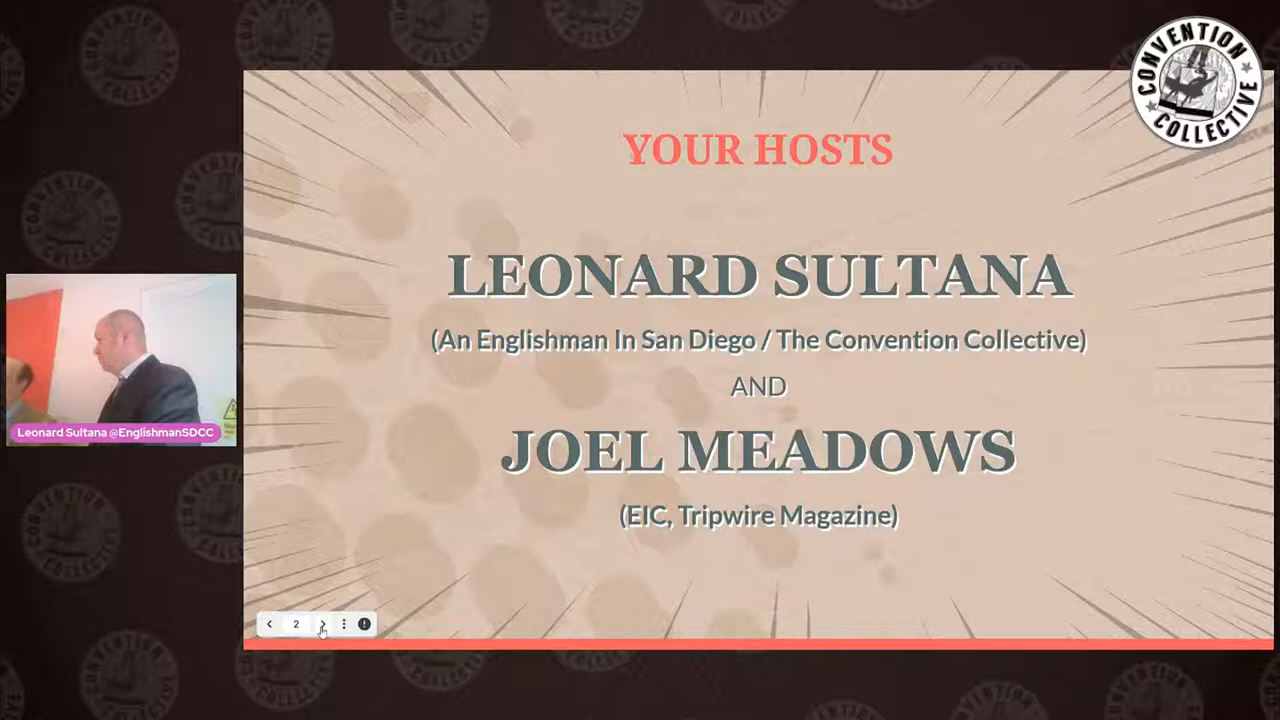 CONVENTION
COLLECTIVE
YOUR HOSTS
LEONARD SULTANA
(An Englishman In San Diego / The Convention Collective)
AND
JOEL MEADOWS
(EIC, Tripwire Magazine)
Leonard Sultana @EnglishmanSDCC
2